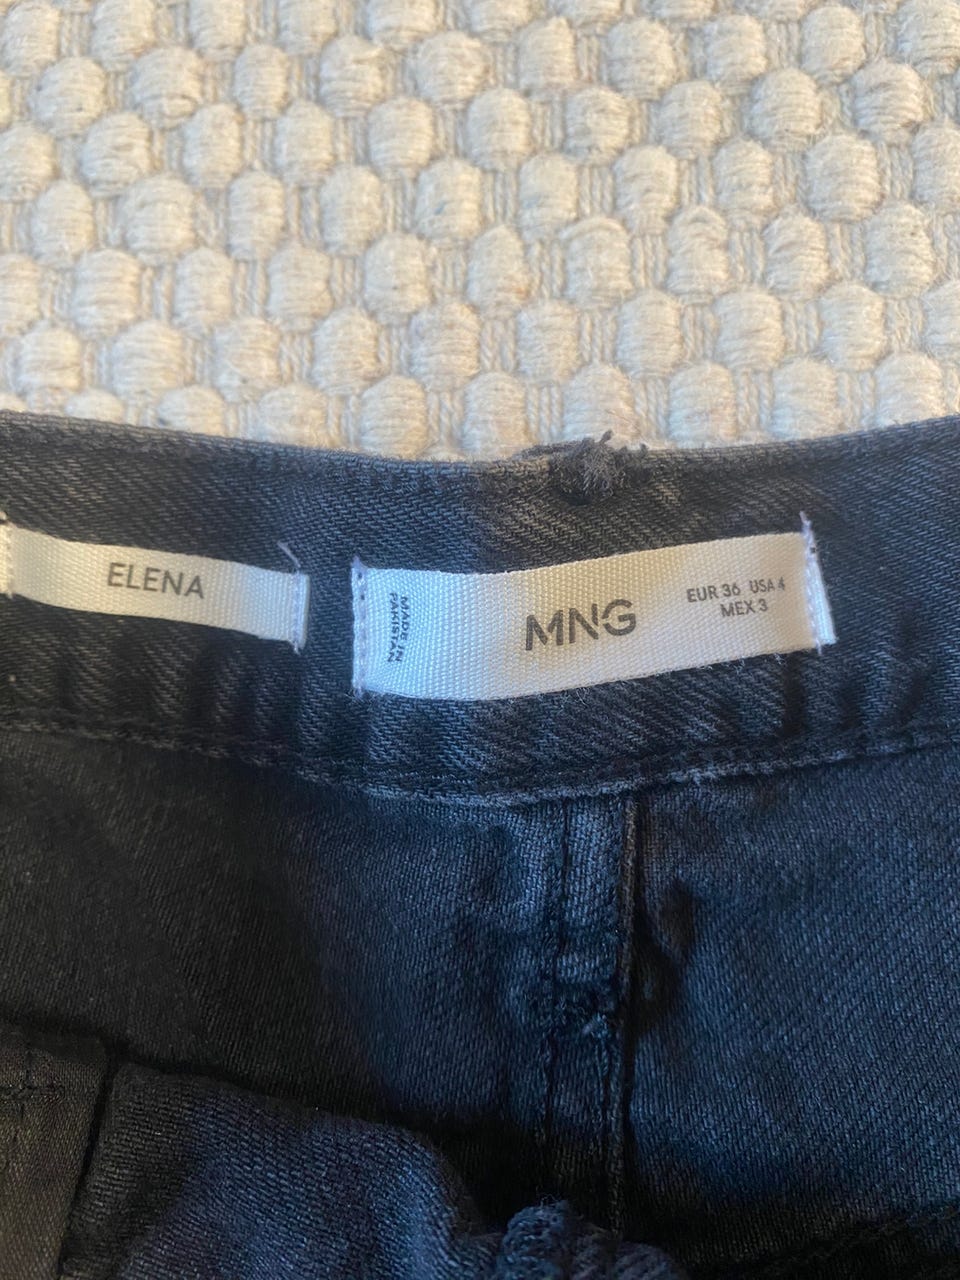 ELENA
MADE IN
PAKISTAN
MNG
EUR 36 USA 4
MEX 3